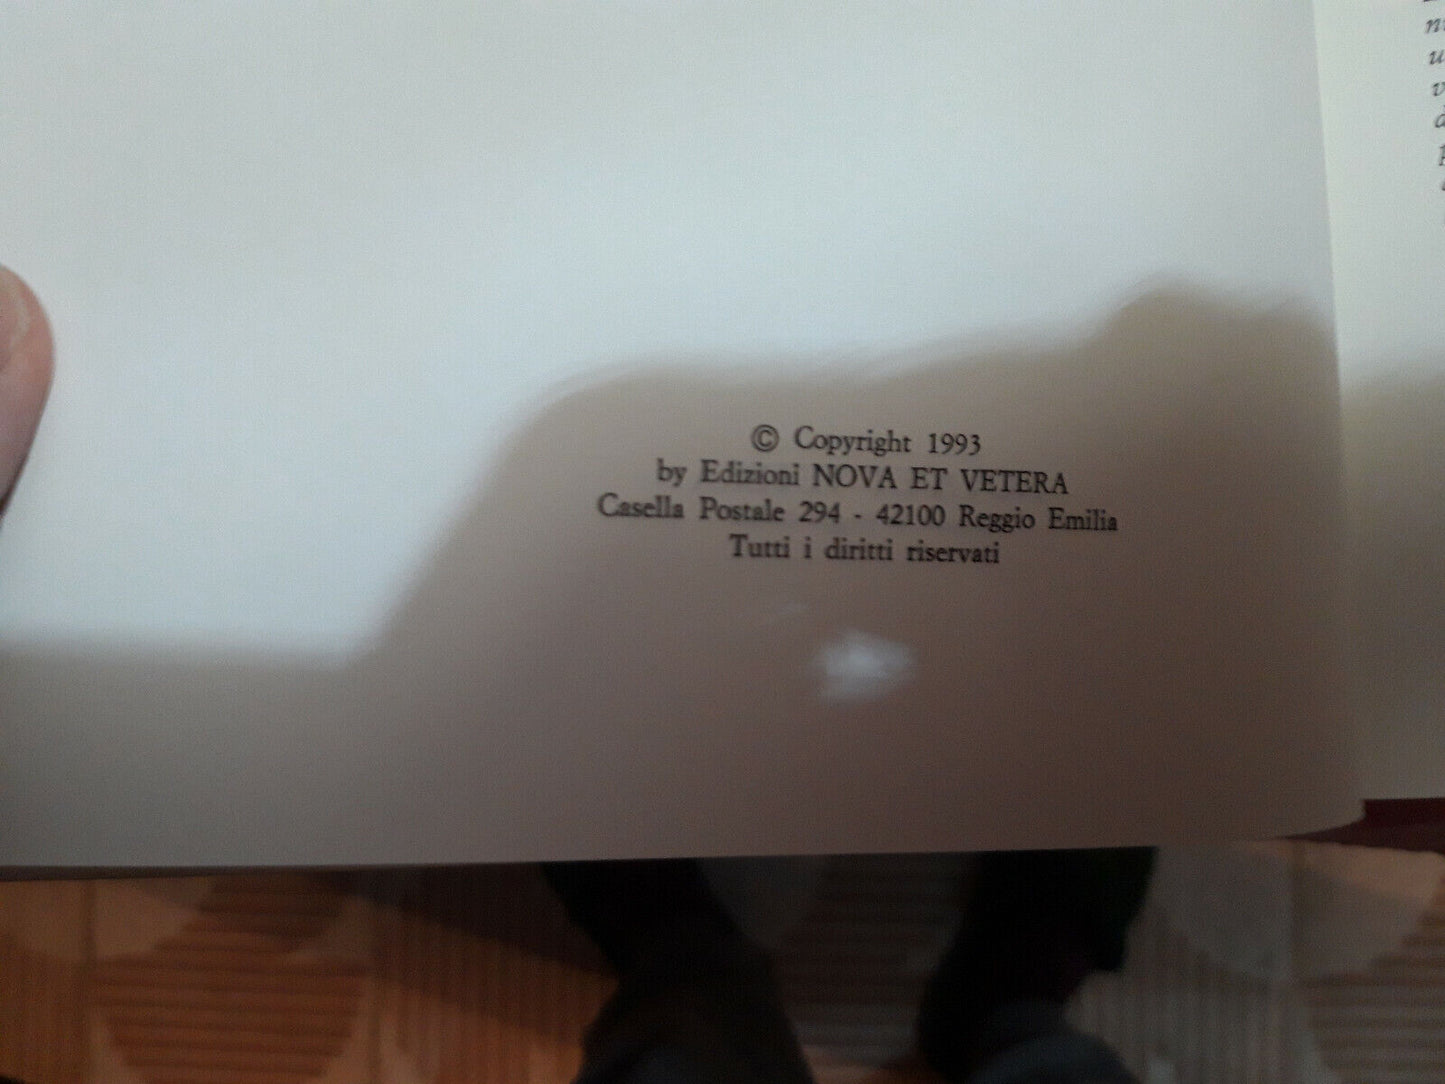 © Copyright 1993
by Edizioni NOVA ET VETERA
Casella Postale 294 - 42100 Reggio Emilia
Tutti i diritti riservati